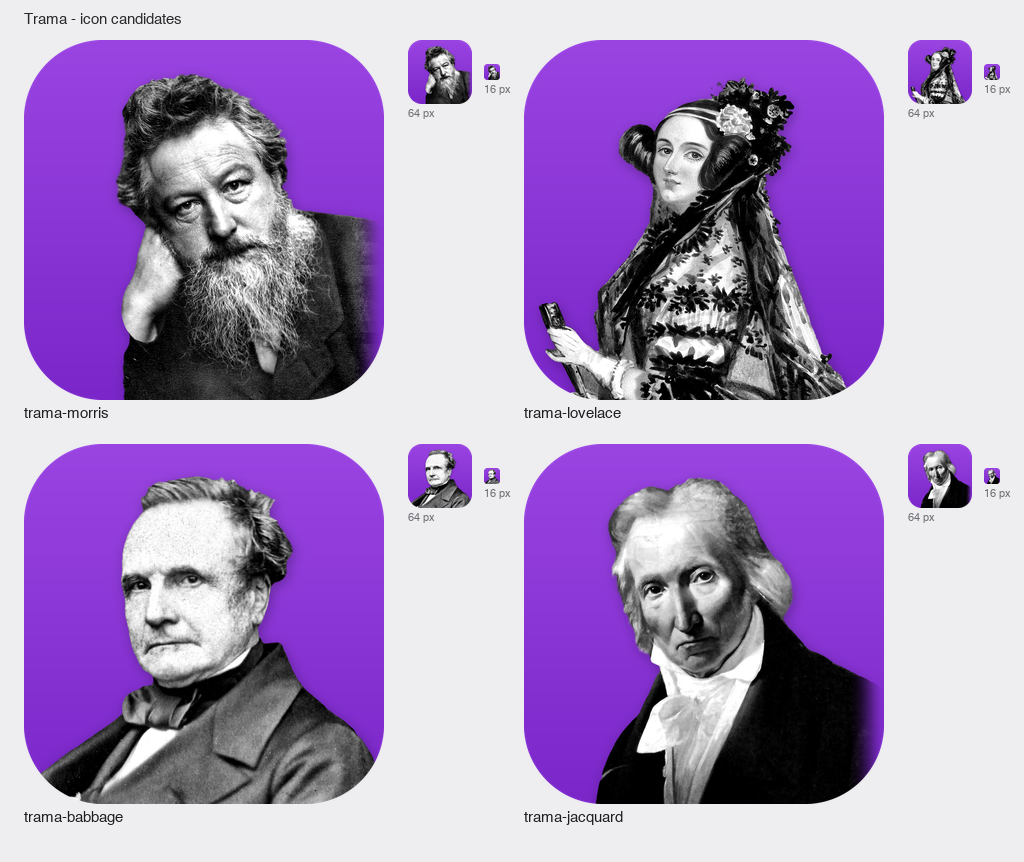 Trama - icon candidates
64 px
16 px
64 px
16 px
trama-morris
trama-lovelace
64 px
16 px
64 px
16 px
trama-babbage
trama-jacquard